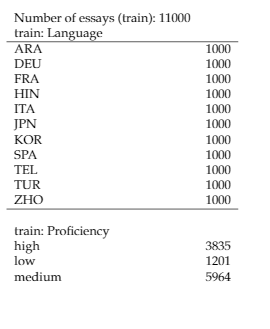 Number of essays (train): 11000
train: Language
ARA 1000
DEU 1000
FRA 1000
HIN 1000
ITA 1000
JPN 1000
KOR 1000
SPA 1000
TEL 1000
TUR 1000
ZHO 1000
train: Proficiency
high 3835
low 1201
medium 5964